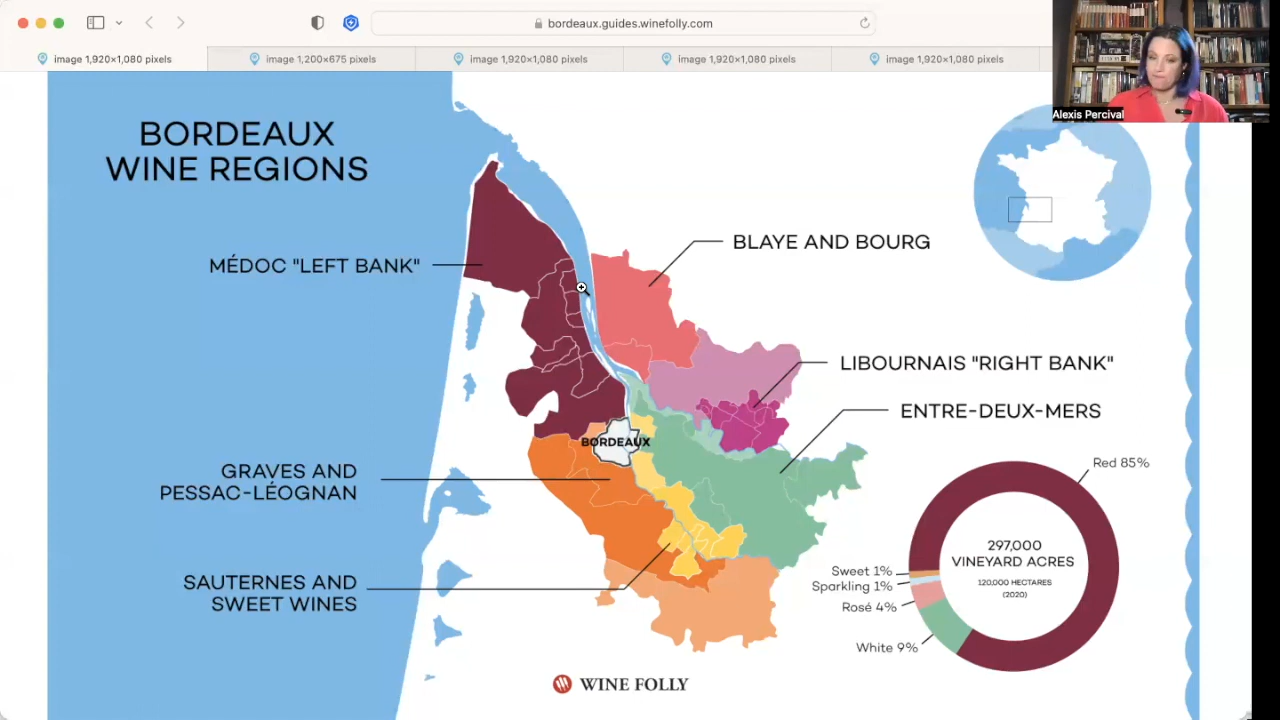 bordeaux.guides.winefolly.com
image 1,920×1,080 pixels
image 1,200×675 pixels
image 1,920×1,080 pixels
image 1,920×1,080 pixels
image 1,920×1,080 pixels
Alexis Percival
BORDEAUX
WINE REGIONS
MÉDOC "LEFT BANK"
BLAYE AND BOURG
LIBOURNAIS "RIGHT BANK"
ENTRE-DEUX-MERS
BORDEAUX
GRAVES AND
PESSAC-LÉOGNAN
SAUTERNES AND
SWEET WINES
Red 85%
297,000
VINEYARD ACRES
120,000 HECTARES
(2020)
Sweet 1%
Sparkling 1%
Rosé 4%
White 9%
WINE FOLLY